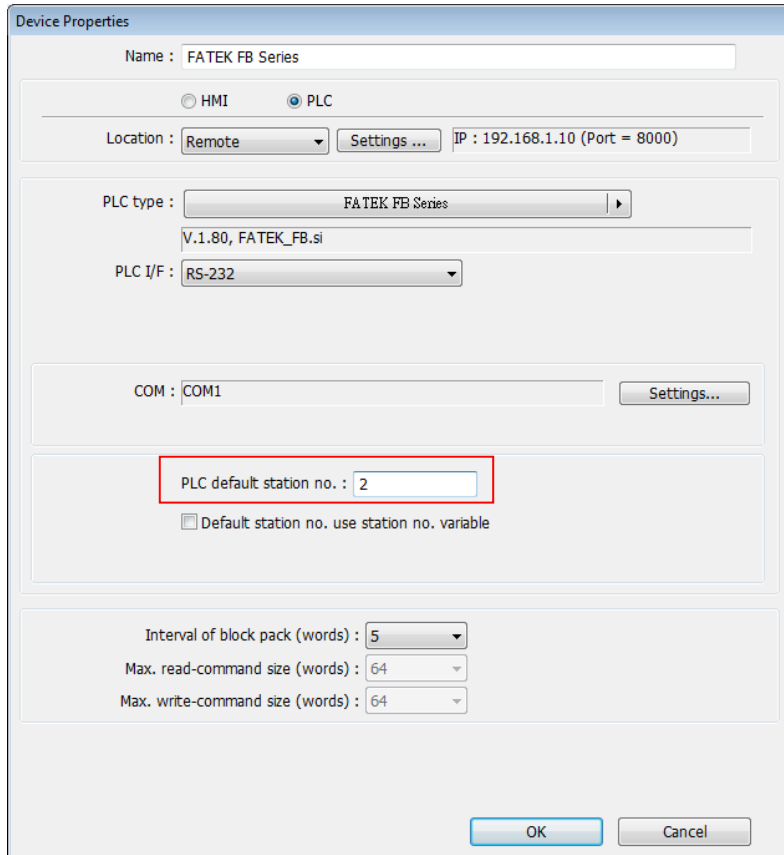 Device Properties
Name : FATEK FB Series
HMI PLC
Location : Remote Settings ... IP : 192.168.1.10 (Port = 8000)
PLC type : FATEK FB Series
V.1.80, FATEK_FB.si
PLC I/F : RS-232
COM : COM1 Settings...
PLC default station no. : 2
Default station no. use station no. variable
Interval of block pack (words) : 5
Max. read-command size (words) : 64
Max. write-command size (words) : 64
OK Cancel